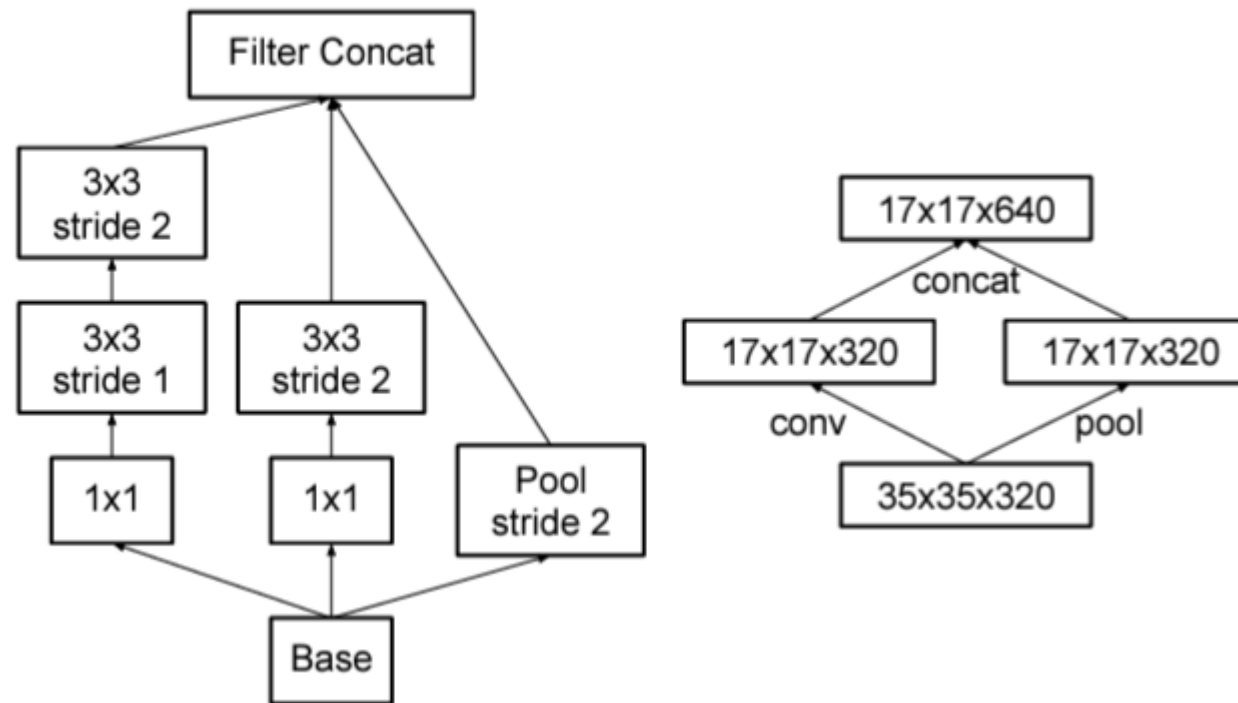 Filter Concat
3x3
stride 2
3x3
stride 1
3x3
stride 2
1x1
1x1
Pool
stride 2
Base
17x17x640
concat
17x17x320
17x17x320
conv
pool
35x35x320